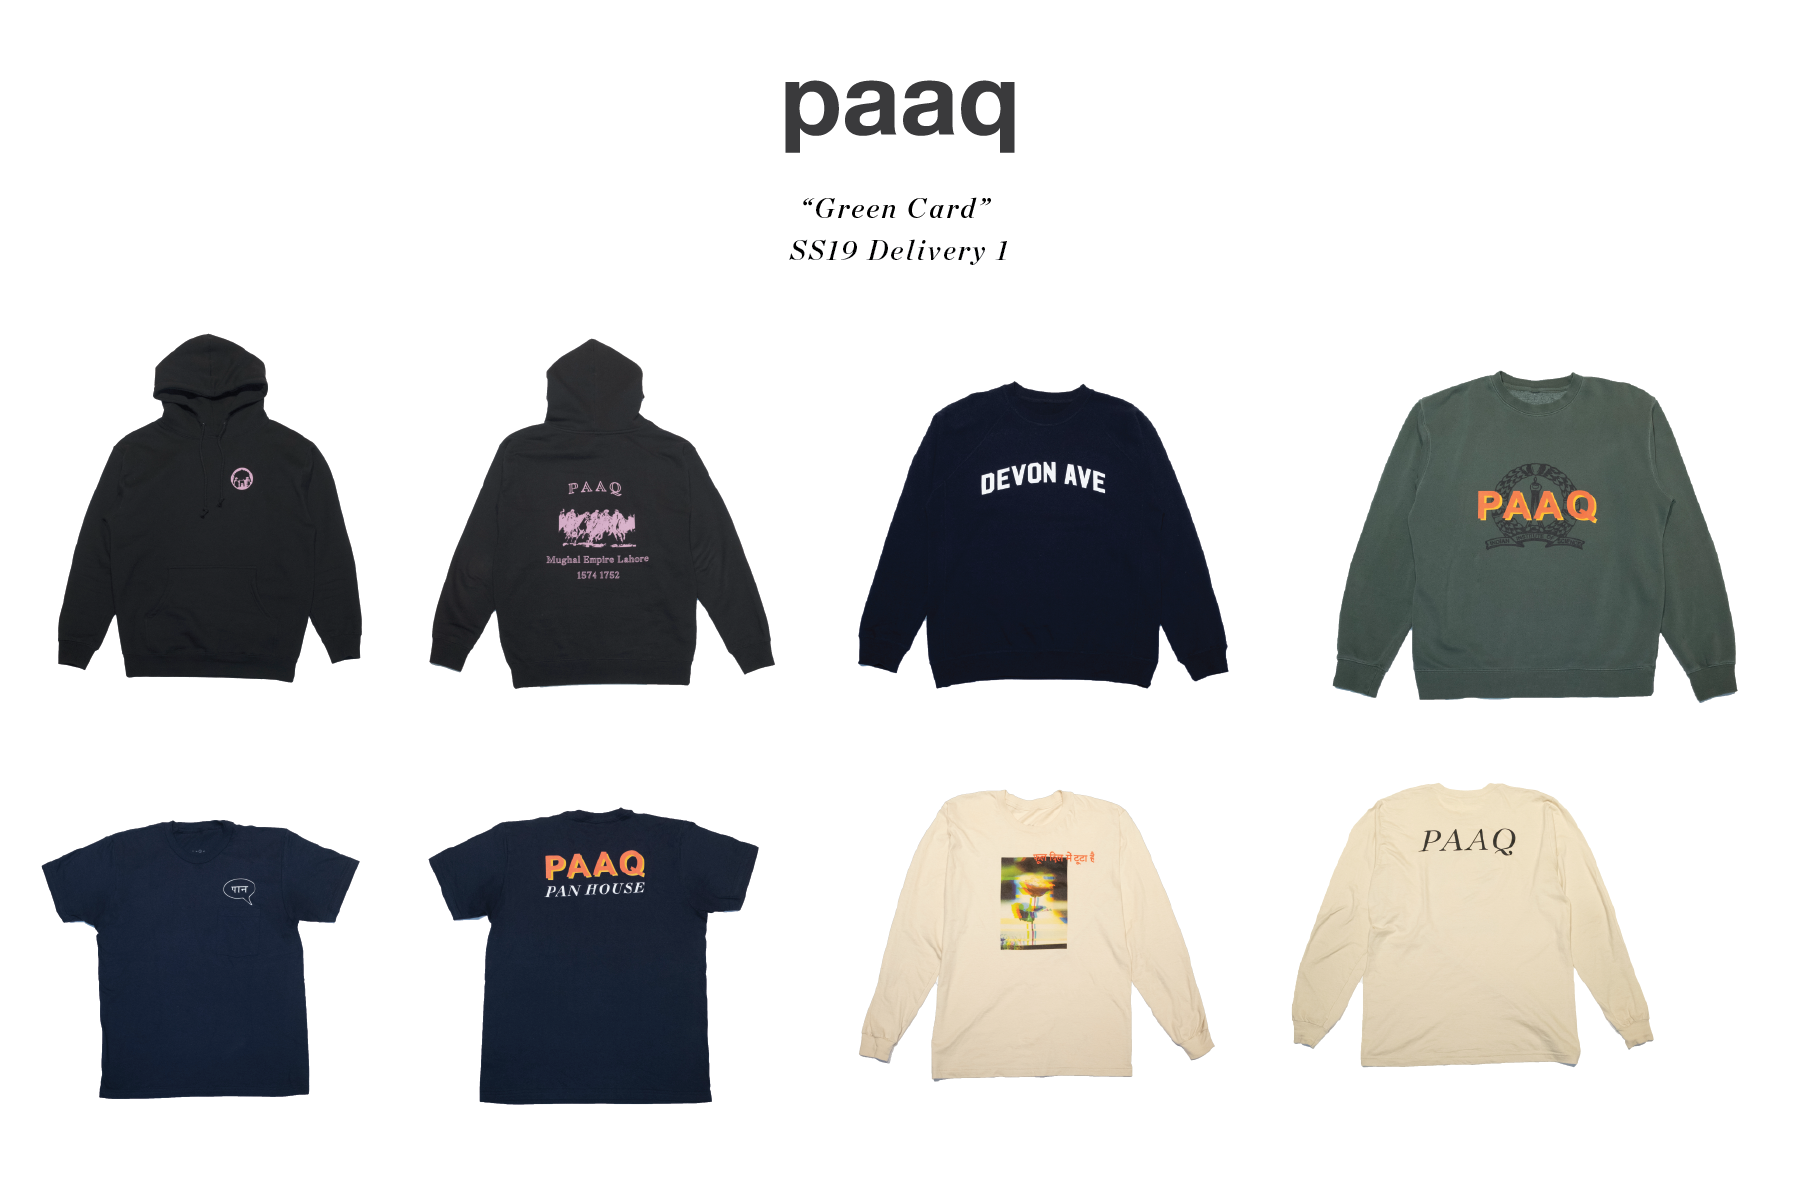 paaq
“Green Card”
SS19 Delivery 1
PAAQ
Mughal Empire Lahore
1574 1752
DEVON AVE
PAAQ
INDIAN
पान
PAAQ
PAN HOUSE
दिल में टूटा है
PAAQ